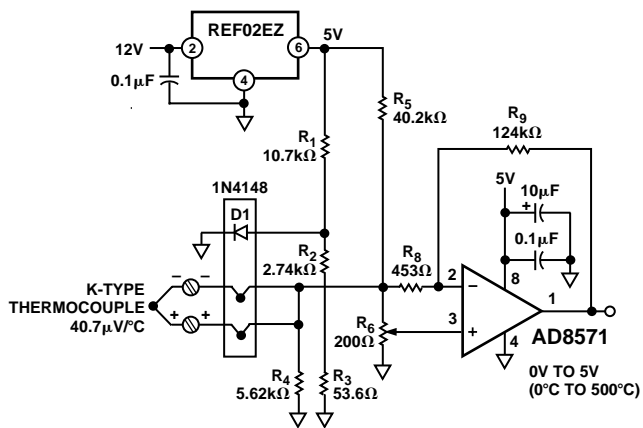 REF02EZ
12V
2
6
5V
4
0.1µF
R5
40.2kΩ
R9
124kΩ
R1
10.7kΩ
1N4148
D1
5V
10µF
+
0.1µF
R2
2.74kΩ
R8
453Ω
2
−
8
K-TYPE
THERMOCOUPLE
40.7µV/°C
− −
+ +
1
R6
200Ω
3
+
4
AD8571
R4
5.62kΩ
R3
53.6Ω
0V TO 5V
(0°C TO 500°C)